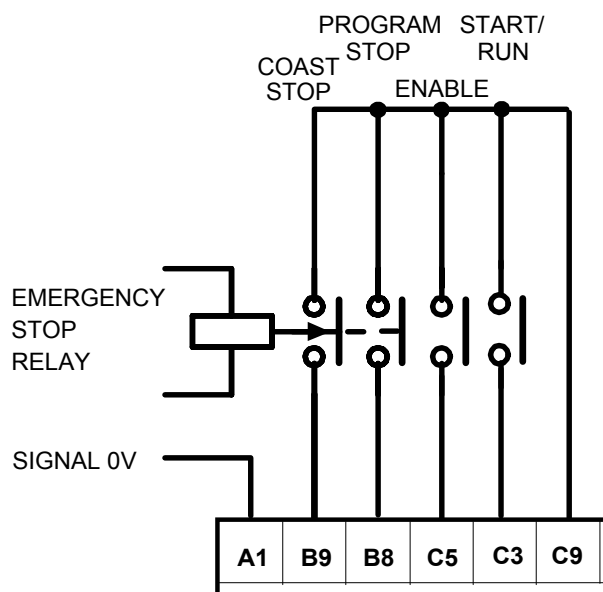 PROGRAM
STOP
START/
RUN
COAST
STOP
ENABLE
EMERGENCY
STOP
RELAY
SIGNAL 0V
A1 B9 B8 C5 C3 C9